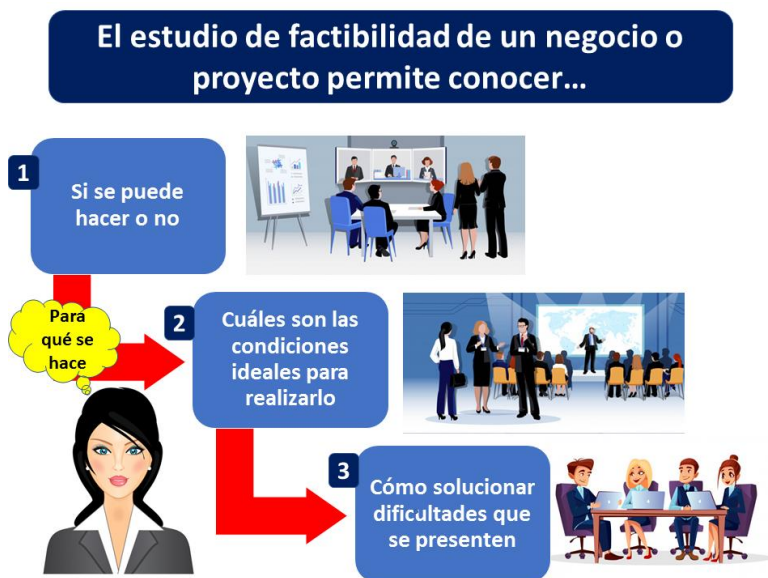 El estudio de factibilidad de un negocio o
proyecto permite conocer...
1
Si se puede
hacer o no
Para
qué se
hace
2
Cuáles son las
condiciones
ideales para
realizarlo
3
Cómo solucionar
dificultades que
se presenten